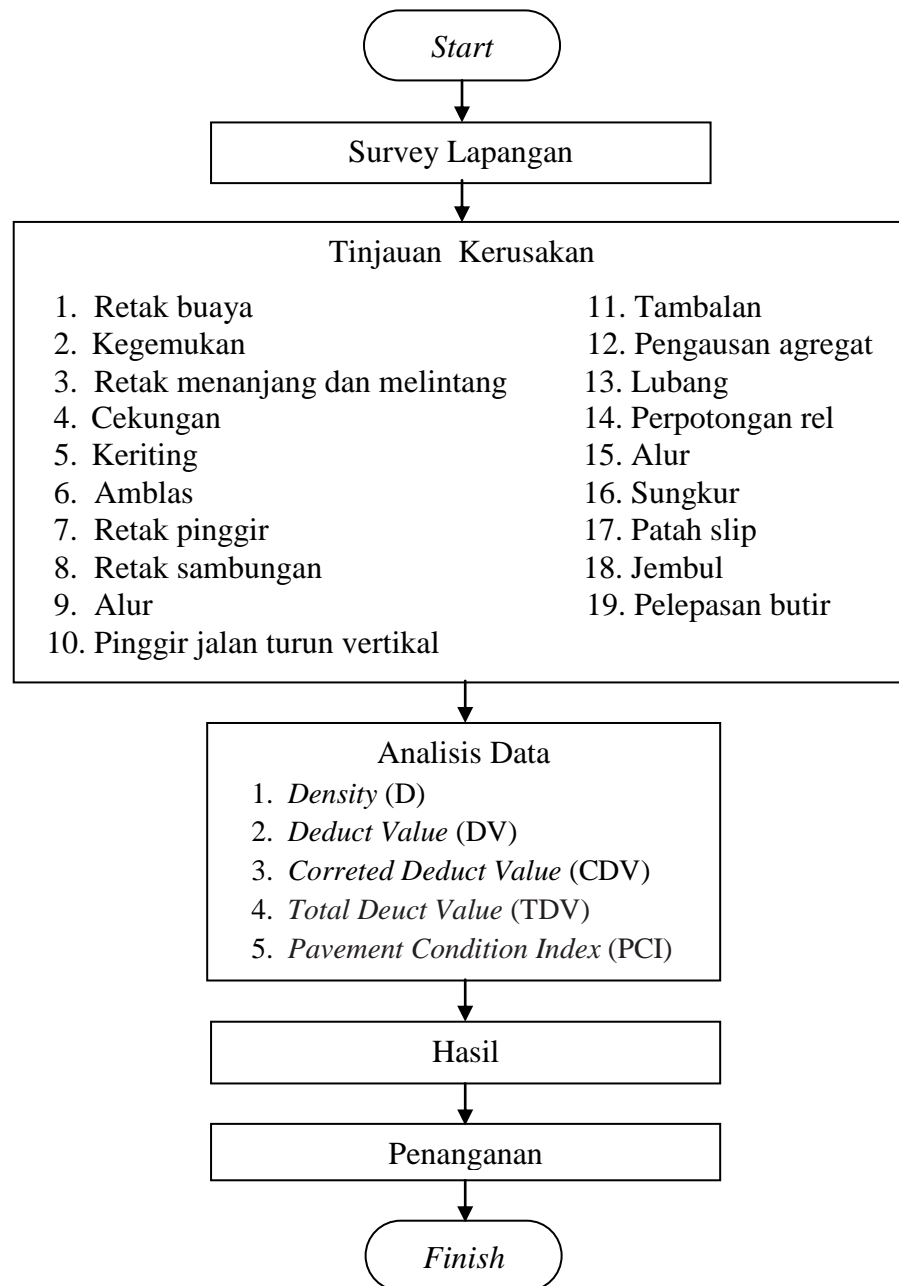 Start
Survey Lapangan
Tinjauan Kerusakan
1. Retak buaya
2. Kegemukan
3. Retak menanjang dan melintang
4. Cekungan
5. Keriting
6. Amblas
7. Retak pinggir
8. Retak sambungan
9. Alur
10. Pinggir jalan turun vertikal
11. Tambalan
12. Pengausan agregat
13. Lubang
14. Perpotongan rel
15. Alur
16. Sungkur
17. Patah slip
18. Jembul
19. Pelepasan butir
Analisis Data
1. Density (D)
2. Deduct Value (DV)
3. Correted Deduct Value (CDV)
4. Total Deuct Value (TDV)
5. Pavement Condition Index (PCI)
Hasil
Penanganan
Finish